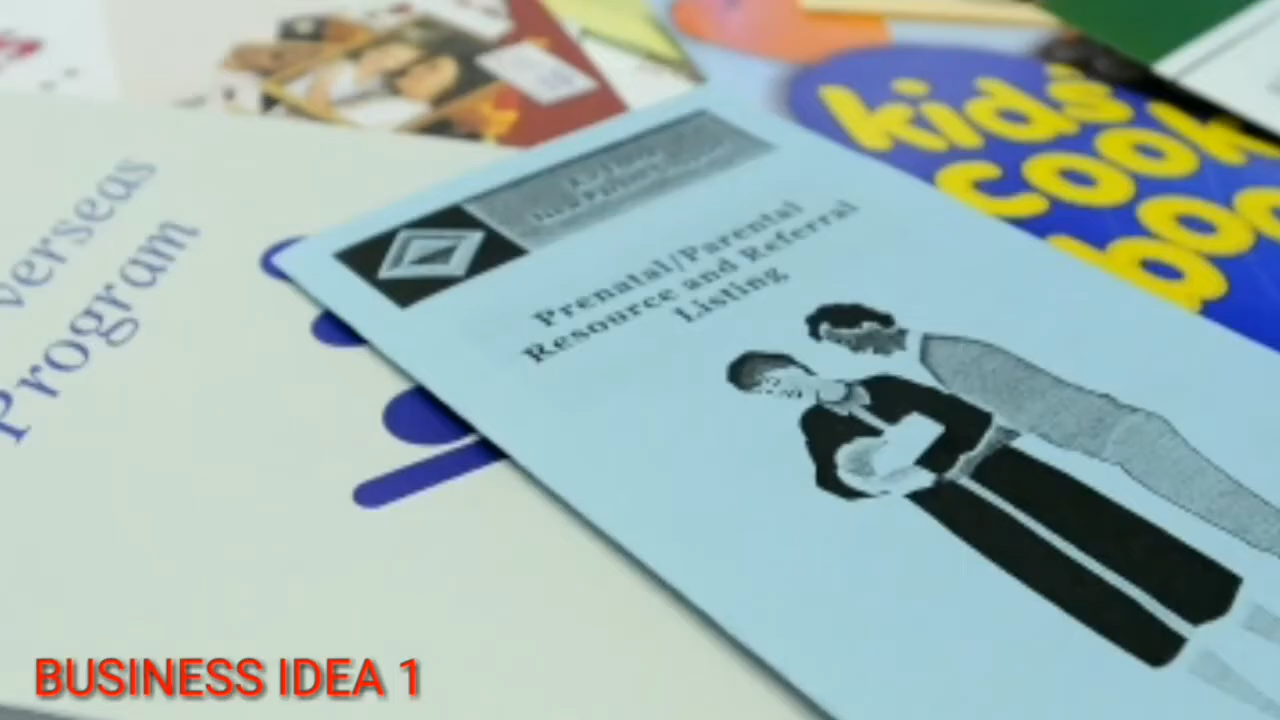 verseas
Program
Prenatal/Parental
Resource and Referral
Listing
kids'
cook
boo
BUSINESS IDEA 1